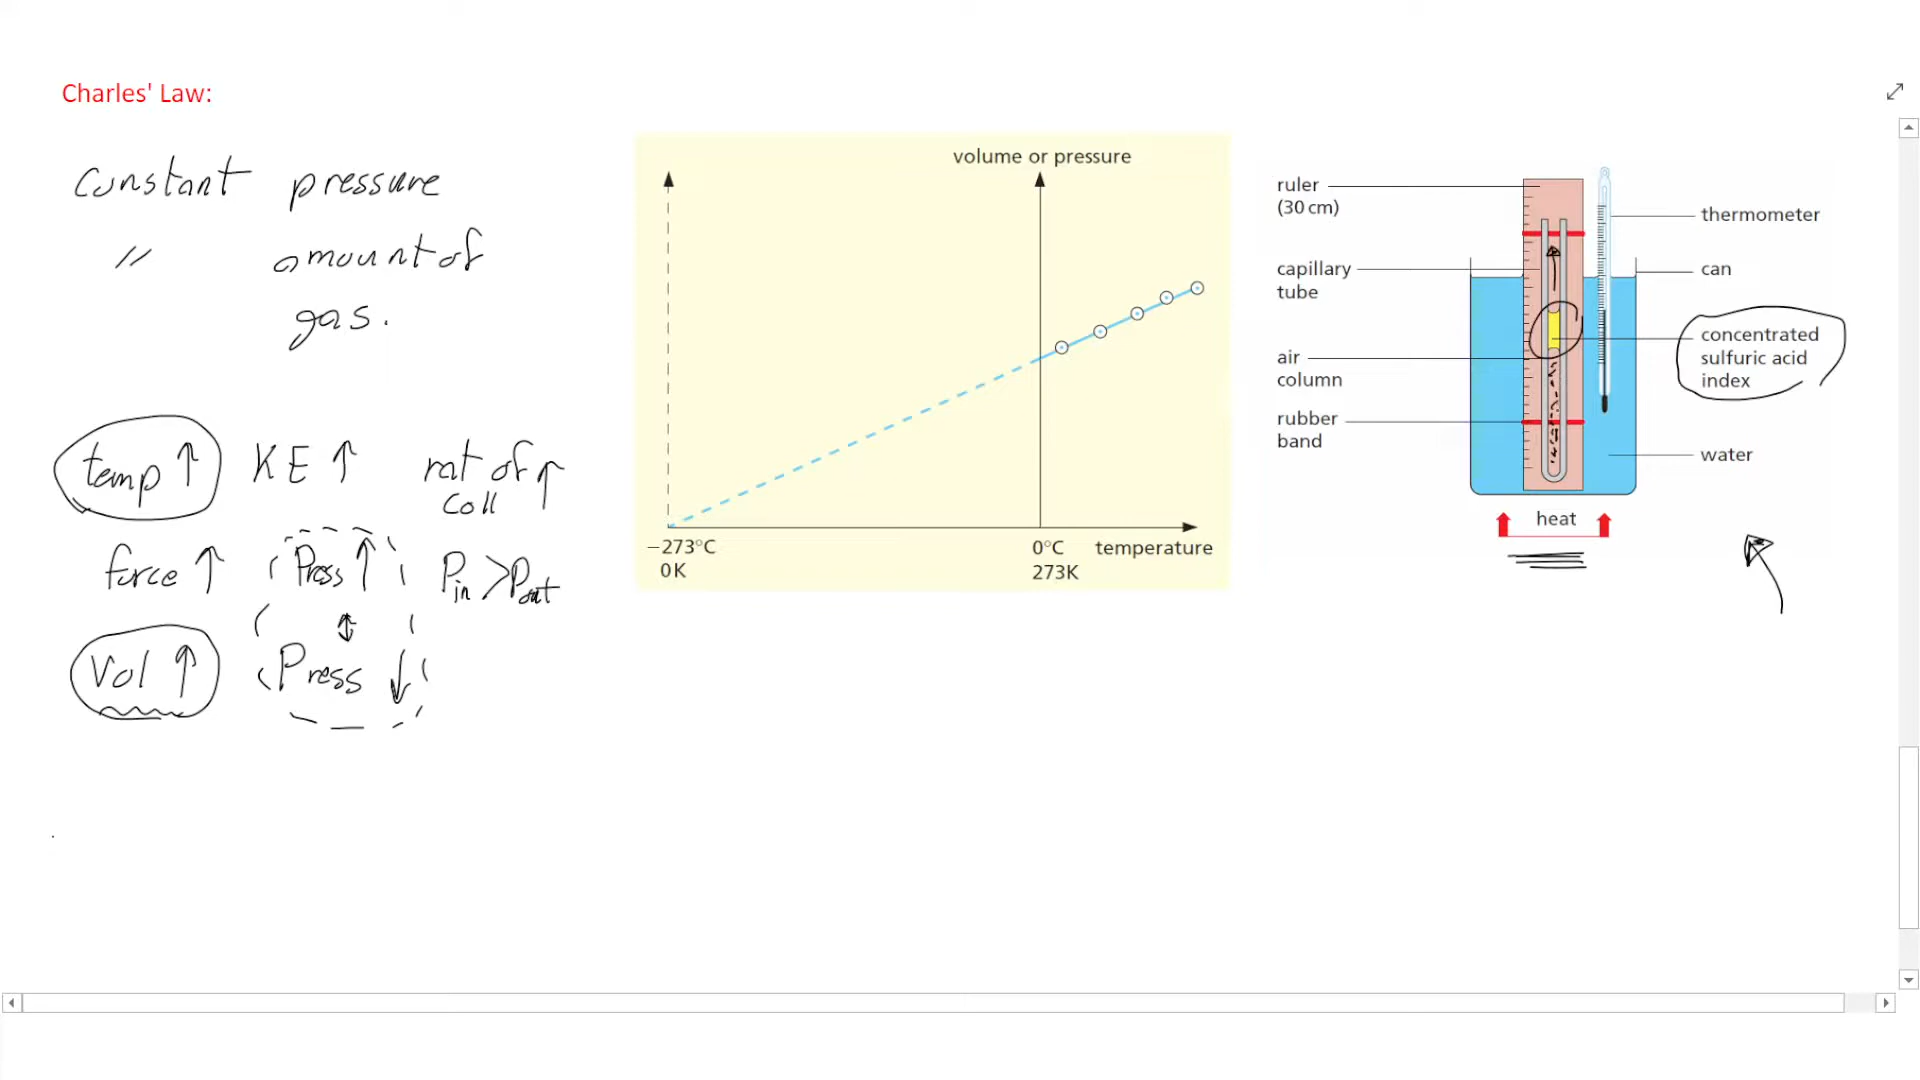 Charles' Law:
constant pressure
" amount of
gas.
temp ↑ KE ↑ rat of ↑
coll
force ↑ Press ↑ Pin > Pout
Vol ↑ Press ↓
volume or pressure
−273°C
0K
0°C
273K
temperature
ruler
(30 cm)
capillary
tube
air
column
rubber
band
thermometer
can
concentrated
sulfuric acid
index
water
heat